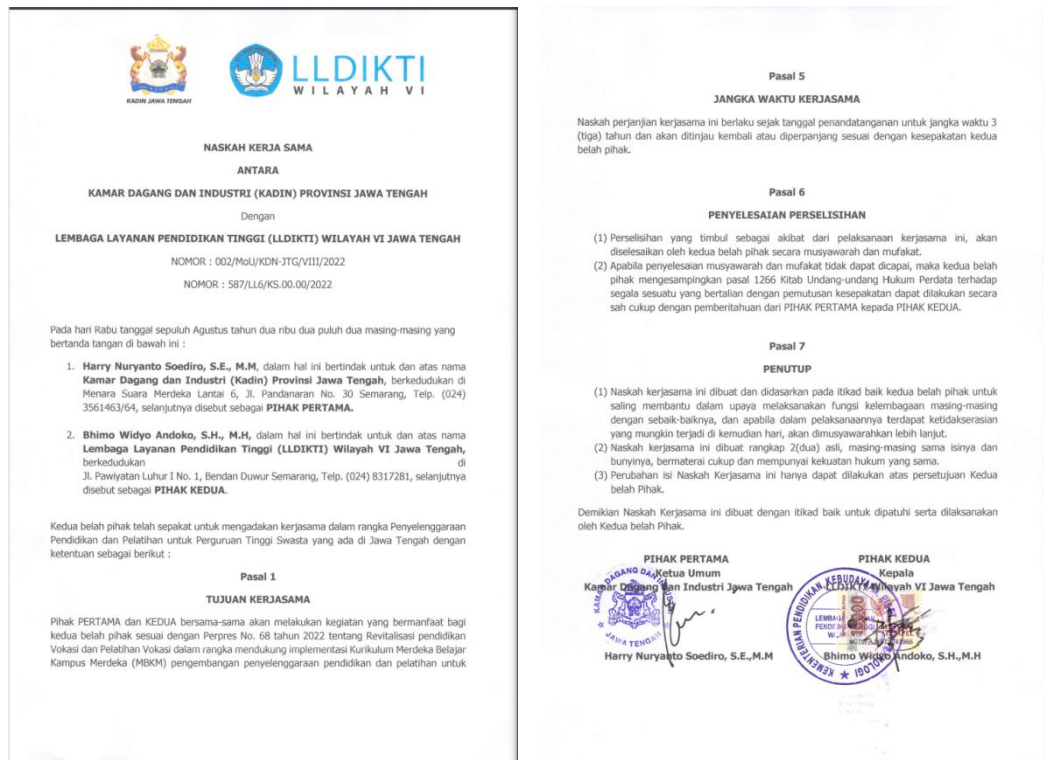 KADIN JAWA TENGAH
LLDIKTI
WILAYAH VI
NASKAH KERJA SAMA
ANTARA
KAMAR DAGANG DAN INDUSTRI (KADIN) PROVINSI JAWA TENGAH
Dengan
LEMBAGA LAYANAN PENDIDIKAN TINGGI (LLDIKTI) WILAYAH VI JAWA TENGAH
NOMOR : 002/MoU/KDN-JTG/VIII/2022
NOMOR : 587/LL6/KS.00.00/2022
Pada hari Rabu tanggal sepuluh Agustus tahun dua ribu dua puluh dua masing-masing yang
bertanda tangan di bawah ini :
1. Harry Nuryanto Soediro, S.E., M.M, dalam hal ini bertindak untuk dan atas nama
Kamar Dagang dan Industri (Kadin) Provinsi Jawa Tengah, berkedudukan di
Menara Suara Merdeka Lantai 6, Jl. Pandanaran No. 30 Semarang, Telp. (024)
3561463/64, selanjutnya disebut sebagai PIHAK PERTAMA.
2. Bhimo Widyo Andoko, S.H., M.H, dalam hal ini bertindak untuk dan atas nama
Lembaga Layanan Pendidikan Tinggi (LLDIKTI) Wilayah VI Jawa Tengah,
berkedudukan di
Jl. Pawiyatan Luhur I No. 1, Bendan Duwur Semarang, Telp. (024) 8317281, selanjutnya
disebut sebagai PIHAK KEDUA.
Kedua belah pihak telah sepakat untuk mengadakan kerjasama dalam rangka Penyelenggaraan
Pendidikan dan Pelatihan untuk Perguruan Tinggi Swasta yang ada di Jawa Tengah dengan
ketentuan sebagai berikut :
Pasal 1
TUJUAN KERJASAMA
Pihak PERTAMA dan KEDUA bersama-sama akan melakukan kegiatan yang bermanfaat bagi
kedua belah pihak sesuai dengan Perpres No. 68 tahun 2022 tentang Revitalisasi pendidikan
Vokasi dan Pelatihan Vokasi dalam rangka mendukung implementasi Kurikulum Merdeka Belajar
Kampus Merdeka (MBKM) pengembangan penyelenggaraan pendidikan dan pelatihan untuk
Pasal 5
JANGKA WAKTU KERJASAMA
Naskah perjanjian kerjasama ini berlaku sejak tanggal penandatanganan untuk jangka waktu 3
(tiga) tahun dan akan ditinjau kembali atau diperpanjang sesuai dengan kesepakatan kedua
belah pihak.
Pasal 6
PENYELESAIAN PERSELISIHAN
(1) Perselisihan yang timbul sebagai akibat dari pelaksanaan kerjasama ini, akan
diselesaikan oleh kedua belah pihak secara musyawarah dan mufakat.
(2) Apabila penyelesaian musyawarah dan mufakat tidak dapat dicapai, maka kedua belah
pihak mengesampingkan pasal 1266 Kitab Undang-undang Hukum Perdata terhadap
segala sesuatu yang bertalian dengan pemutusan kesepakatan dapat dilakukan secara
sah cukup dengan pemberitahuan dari PIHAK PERTAMA kepada PIHAK KEDUA.
Pasal 7
PENUTUP
(1) Naskah kerjasama ini dibuat dan didasarkan pada itikad baik kedua belah pihak untuk
saling membantu dalam upaya melaksanakan fungsi kelembagaan masing-masing
dengan sebaik-baiknya, dan apabila dalam pelaksanaannya terdapat ketidakserasian
yang mungkin terjadi di kemudian hari, akan dimusyawarahkan lebih lanjut.
(2) Naskah kerjasama ini dibuat rangkap 2(dua) asli, masing-masing sama isinya dan
bunyinya, bermaterai cukup dan mempunyai kekuatan hukum yang sama.
(3) Perubahan isi Naskah Kerjasama ini hanya dapat dilakukan atas persetujuan Kedua
belah Pihak.
Demikian Naskah Kerjasama ini dibuat dengan itikad baik untuk dipatuhi serta dilaksanakan
oleh Kedua belah Pihak.
PIHAK PERTAMA
Ketua Umum
Kamar Dagang dan Industri Jawa Tengah
Harry Nuryanto Soediro, S.E.,M.M
PIHAK KEDUA
Kepala
LLDIKTI Wilayah VI Jawa Tengah
Bhimo Widyo Andoko, S.H.,M.H